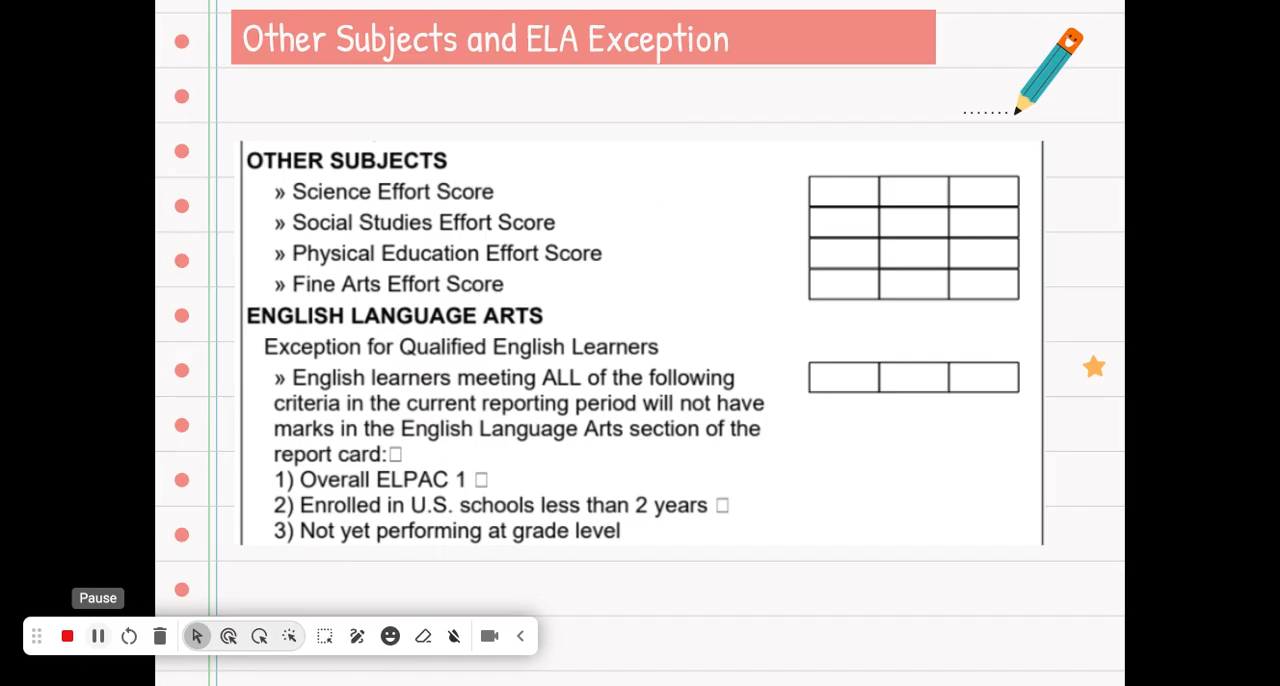 Other Subjects and ELA Exception
OTHER SUBJECTS
» Science Effort Score
» Social Studies Effort Score
» Physical Education Effort Score
» Fine Arts Effort Score
ENGLISH LANGUAGE ARTS
Exception for Qualified English Learners
» English learners meeting ALL of the following
criteria in the current reporting period will not have
marks in the English Language Arts section of the
report card:□
1) Overall ELPAC 1 □
2) Enrolled in U.S. schools less than 2 years □
3) Not yet performing at grade level
Pause